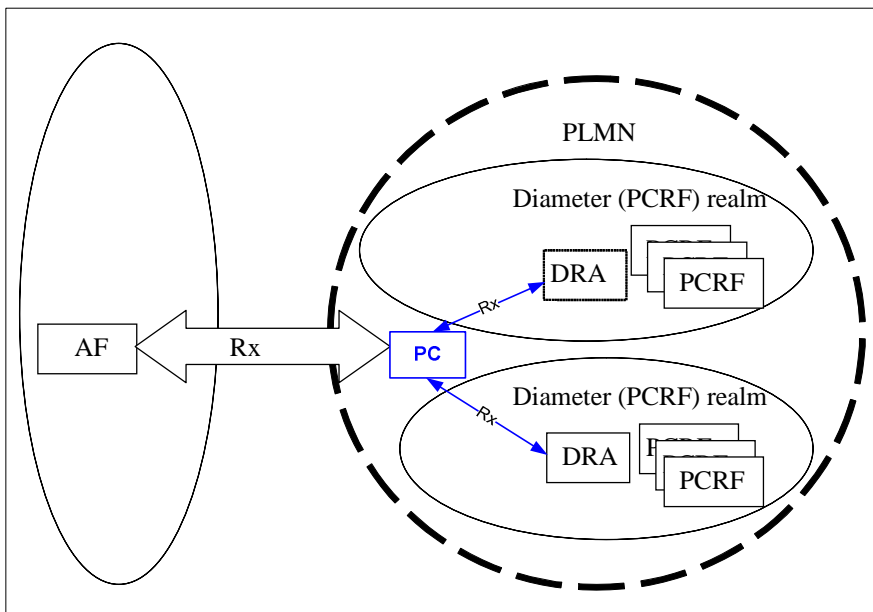 PLMN
Diameter (PCRF) realm
DRA
PCRF
Rx
AF
Rx
PC
Rx
Diameter (PCRF) realm
DRA
PCRF